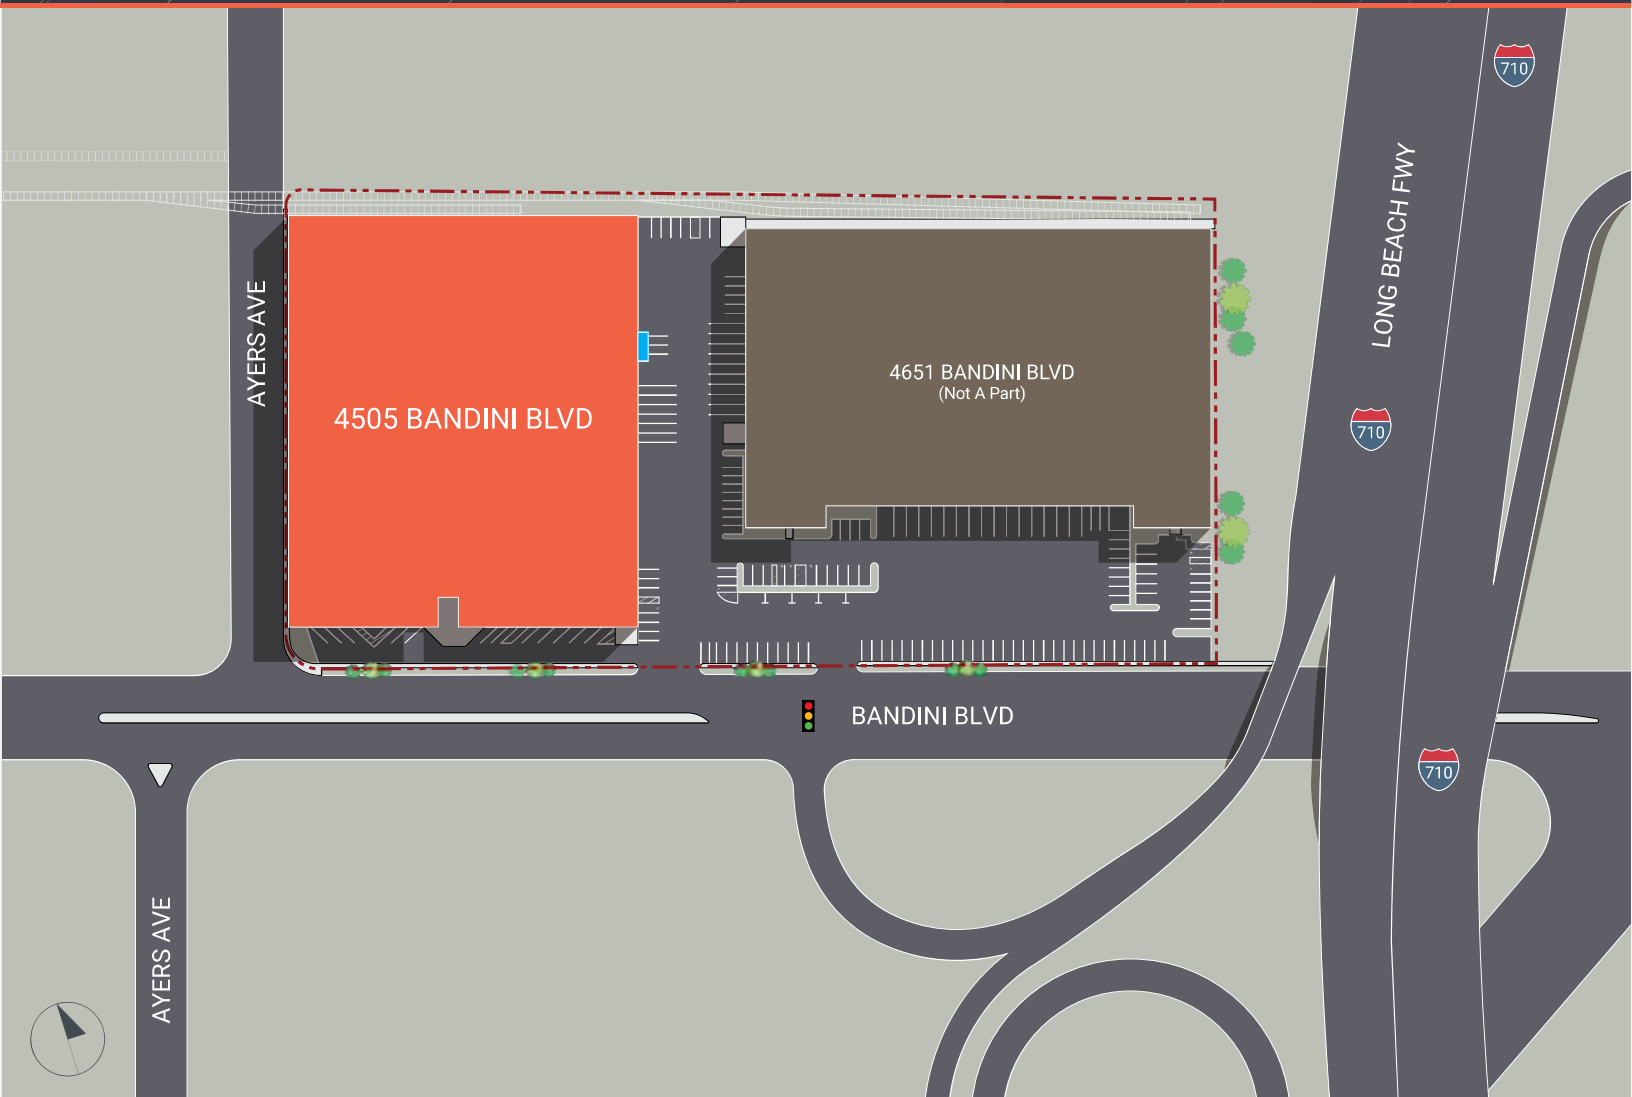 710
LONG BEACH FWY
AYERS AVE
4505 BANDINI BLVD
4651 BANDINI BLVD
(Not A Part)
710
BANDINI BLVD
710
AYERS AVE